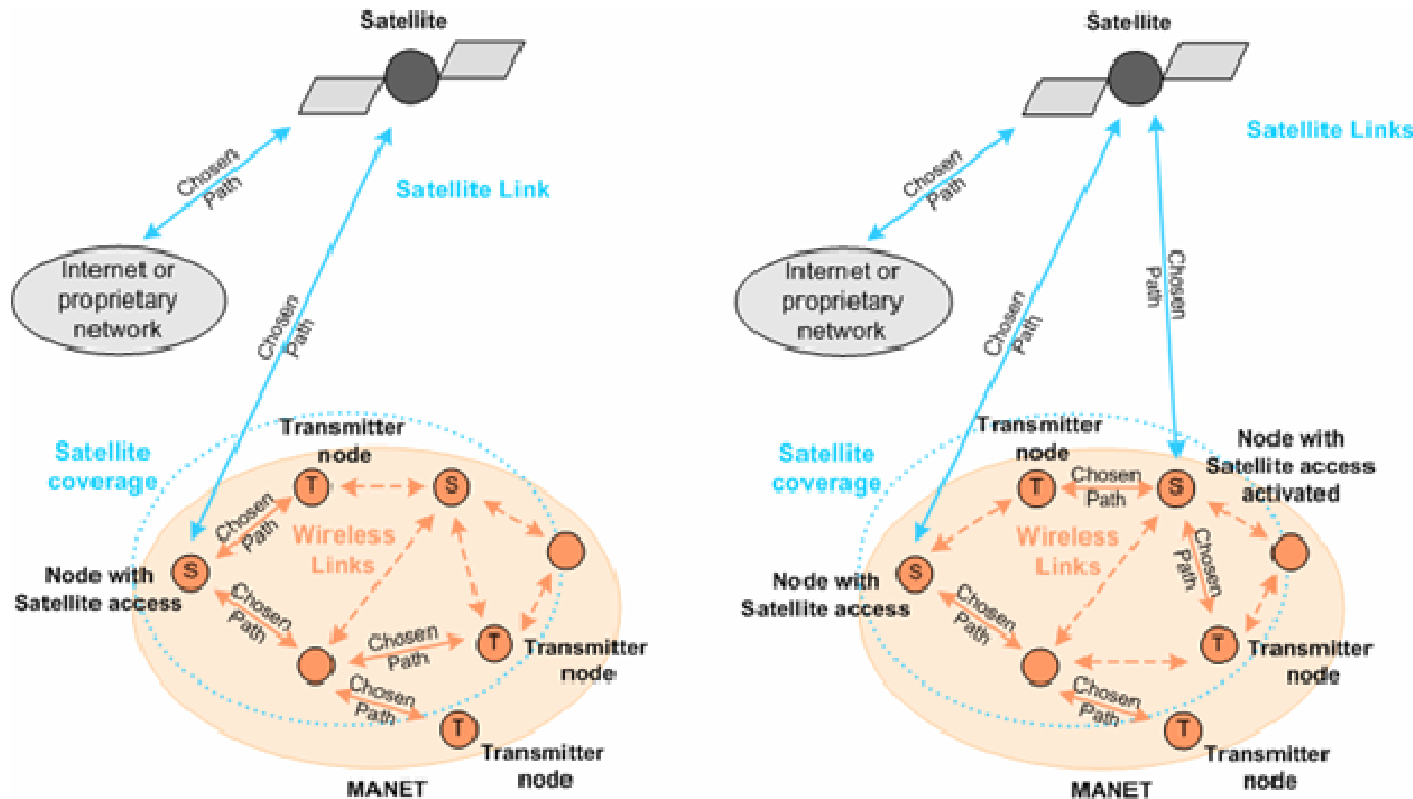 Satellite
Chosen
Path
Satellite Link
Internet or
proprietary
network
Chosen
Path
Satellite
coverage
Transmitter
node
T
S
Chosen
Path
Wireless
Links
S
Node with
Satellite access
Chosen
Path
Chosen
Path
T
Transmitter
node
Chosen
Path
T
Transmitter
node
MANET
Satellite
Satellite Links
Chosen
Path
Internet or
proprietary
network
Chosen
Path
Chosen
Path
Satellite
coverage
Transmitter
node
Node with
Satellite access
activated
T
Chosen
Path
S
Wireless
Links
Chosen
Path
S
Node with
Satellite access
Chosen
Path
T
Transmitter
node
Chosen
Path
T
Transmitter
node
MANET